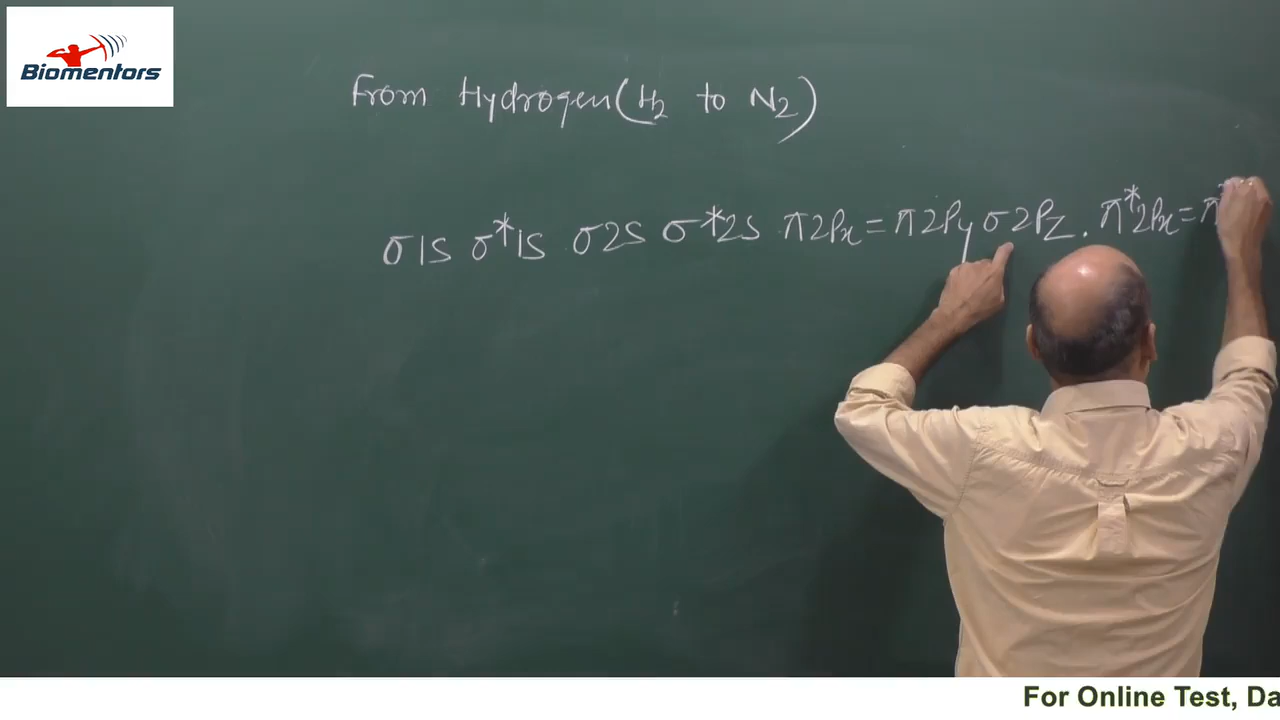 Biomentors
From Hydrogen(H₂ to N₂)
σ1s σ*1s σ2s σ*2s π2Px = π2Py σ2Pz . π*2Px = π
For Online Test, Da